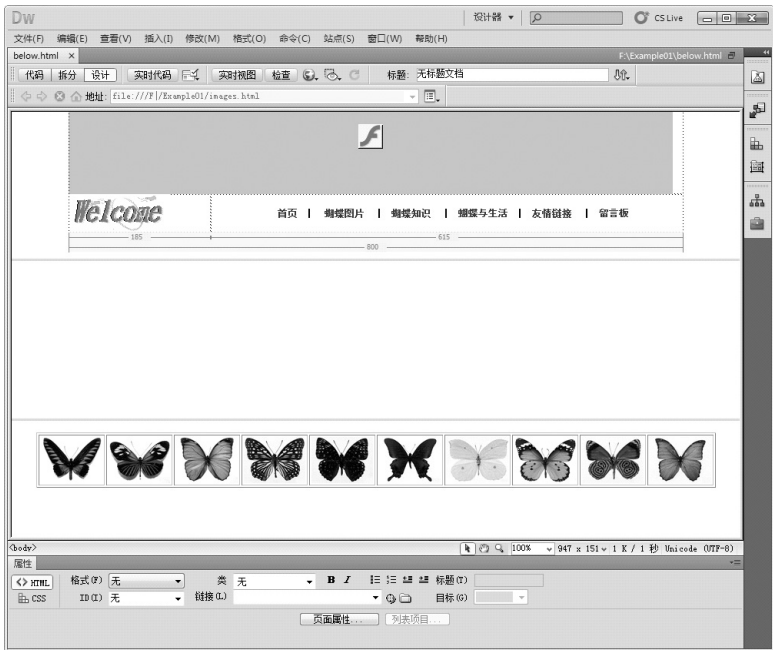 Dw 设计器 CS Live
文件(F) 编辑(E) 查看(V) 插入(I) 修改(M) 格式(O) 命令(C) 站点(S) 窗口(W) 帮助(H)
below.html × F:\Example01\below.html
代码 拆分 设计 实时代码 实时视图 检查 标题: 无标题文档
地址: file:///F|/Example01/images.html
Welcome 首页 | 蝴蝶图片 | 蝴蝶知识 | 蝴蝶与生活 | 友情链接 | 留言板
185 615
800
<body> 100% 947 x 151 1 K / 1 秒 Unicode (UTF-8)
属性
<> HTML 格式(F) 无 类 无 B I 标题(T)
CSS ID(I) 无 链接(L) 目标(G)
页面属性... 列表项目...